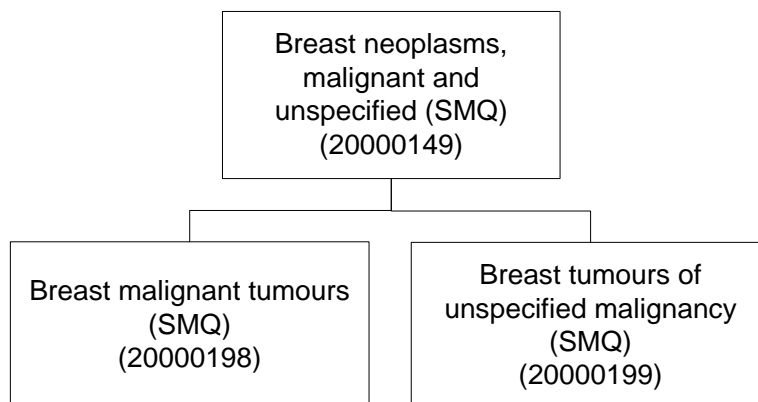 Breast neoplasms,
malignant and
unspecified (SMQ)
(20000149)
Breast malignant tumours
(SMQ)
(20000198)
Breast tumours of
unspecified malignancy
(SMQ)
(20000199)